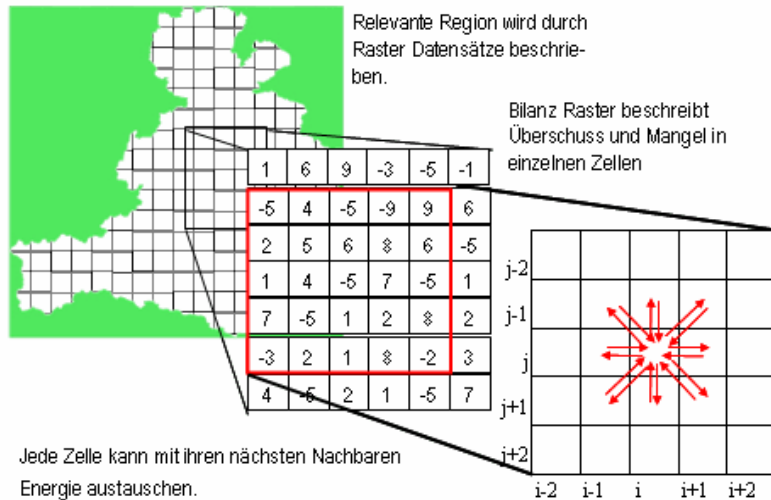 Relevante Region wird durch
Raster Datensätze beschrie-
ben.
Bilanz Raster beschreibt
Überschuss und Mangel in
einzelnen Zellen
1 6 9 -3 -5 -1
-5 4 -5 -9 9 6
2 5 6 8 6 -5
1 4 -5 7 -5 1
7 -5 1 2 8 2
-3 2 1 8 -2 3
4 -5 2 1 -5 7
j-2
j-1
j
j+1
j+2
i-2 i-1 i i+1 i+2
Jede Zelle kann mit ihren nächsten Nachbaren
Energie austauschen.